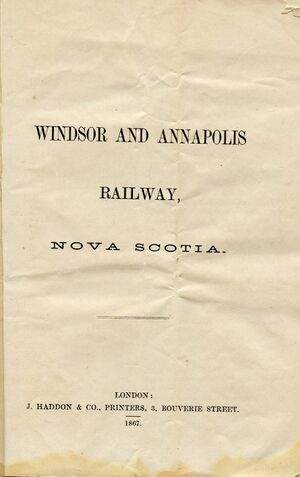 WINDSOR AND ANNAPOLIS
RAILWAY,
NOVA SCOTIA.
LONDON:
J. HADDON & CO., PRINTERS, 3, BOUVERIE STREET.
1867.